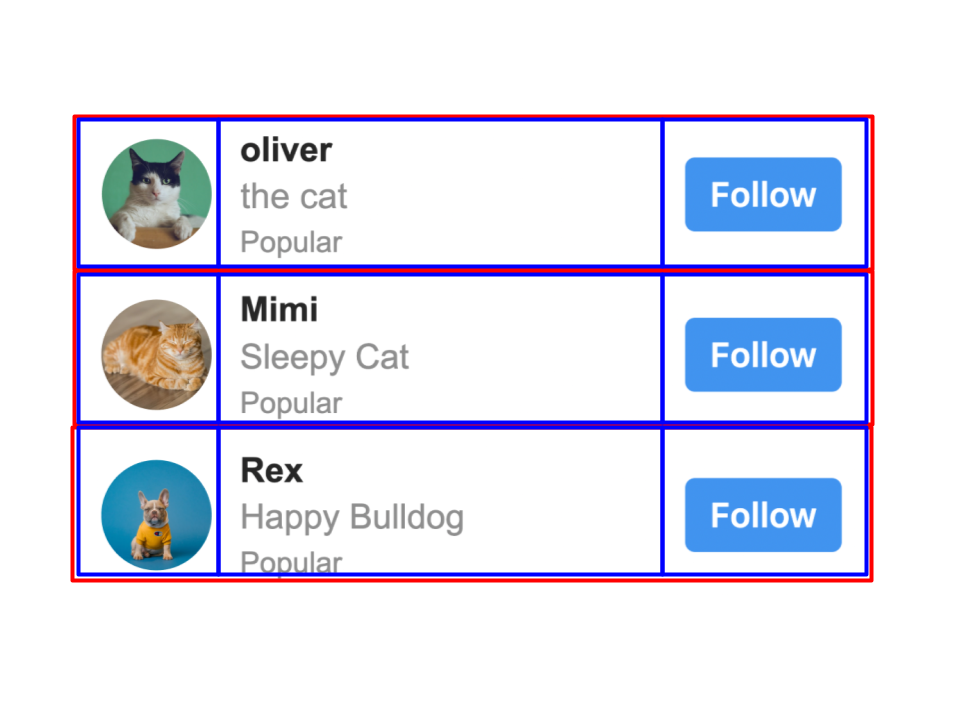 oliver
the cat
Popular
Follow
Mimi
Sleepy Cat
Popular
Follow
Rex
Happy Bulldog
Popular
Follow